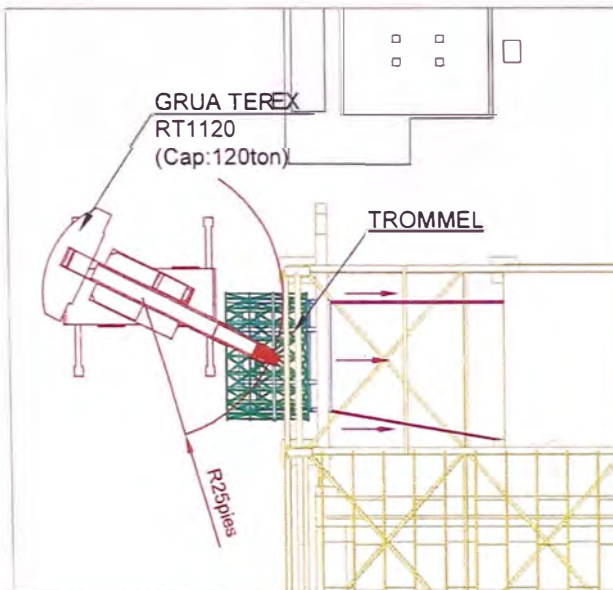 GRUA TEREX
RT1120
(Cap:120ton)
TROMMEL
R25pies